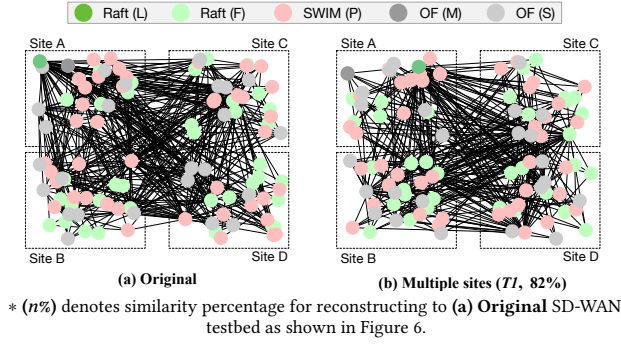 Raft (L) Raft (F) SWIM (P) OF (M) OF (S)
Site A Site C Site A Site C
Site B Site D Site B Site D
(a) Original (b) Multiple sites (T1, 82%)
* (n%) denotes similarity percentage for reconstructing to (a) Original SD-WAN
testbed as shown in Figure 6.